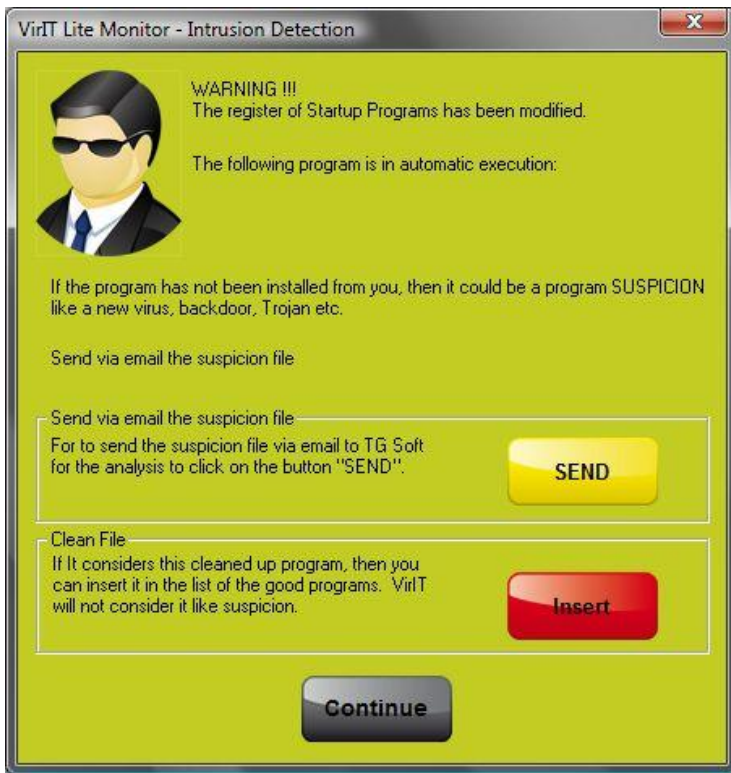 VirIT Lite Monitor - Intrusion Detection
WARNING !!!
The register of Startup Programs has been modified.
The following program is in automatic execution:
If the program has not been installed from you, then it could be a program SUSPICION
like a new virus, backdoor, Trojan etc.
Send via email the suspicion file
Send via email the suspicion file
For to send the suspicion file via email to TG Soft
for the analysis to click on the button "SEND".
SEND
Clean File
If It considers this cleaned up program, then you
can insert it in the list of the good programs. VirIT
will not consider it like suspicion.
Insert
Continue